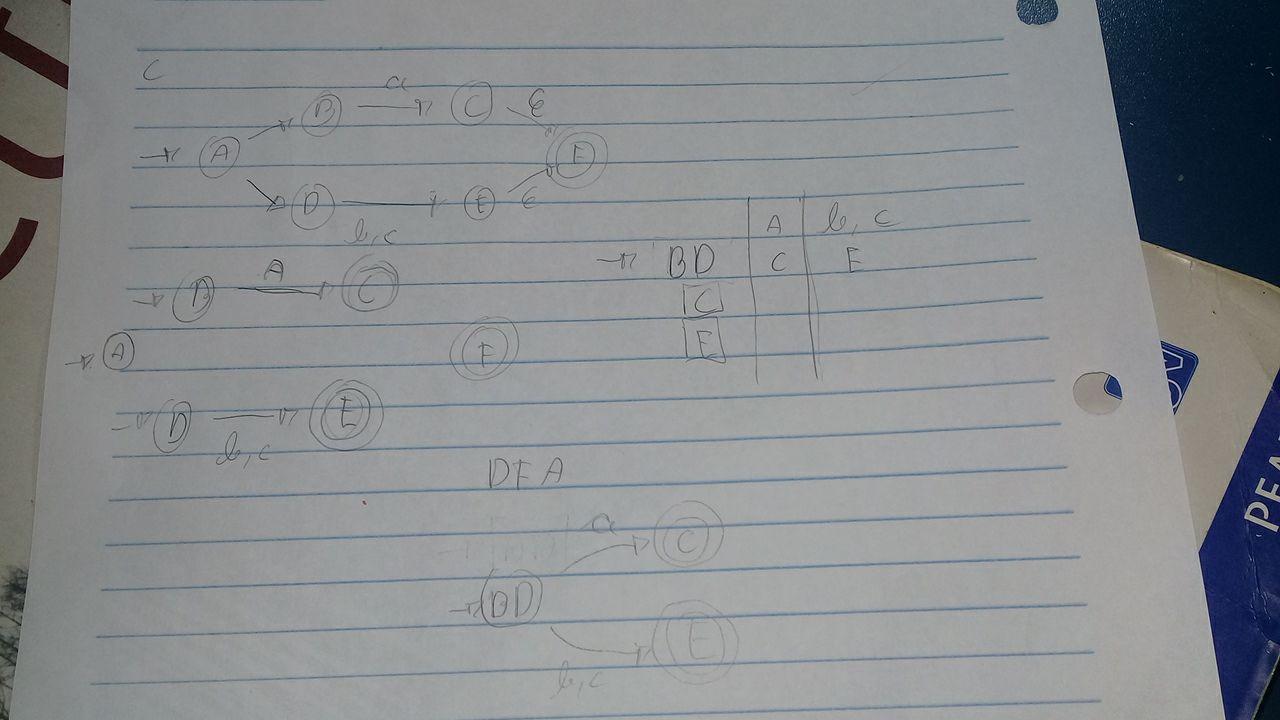 C
B a C ε
A F
D b,c E ε
A b, c
B A C → BD C E
C
A F E
D b,c E
DFA
a C
BD
b,c E